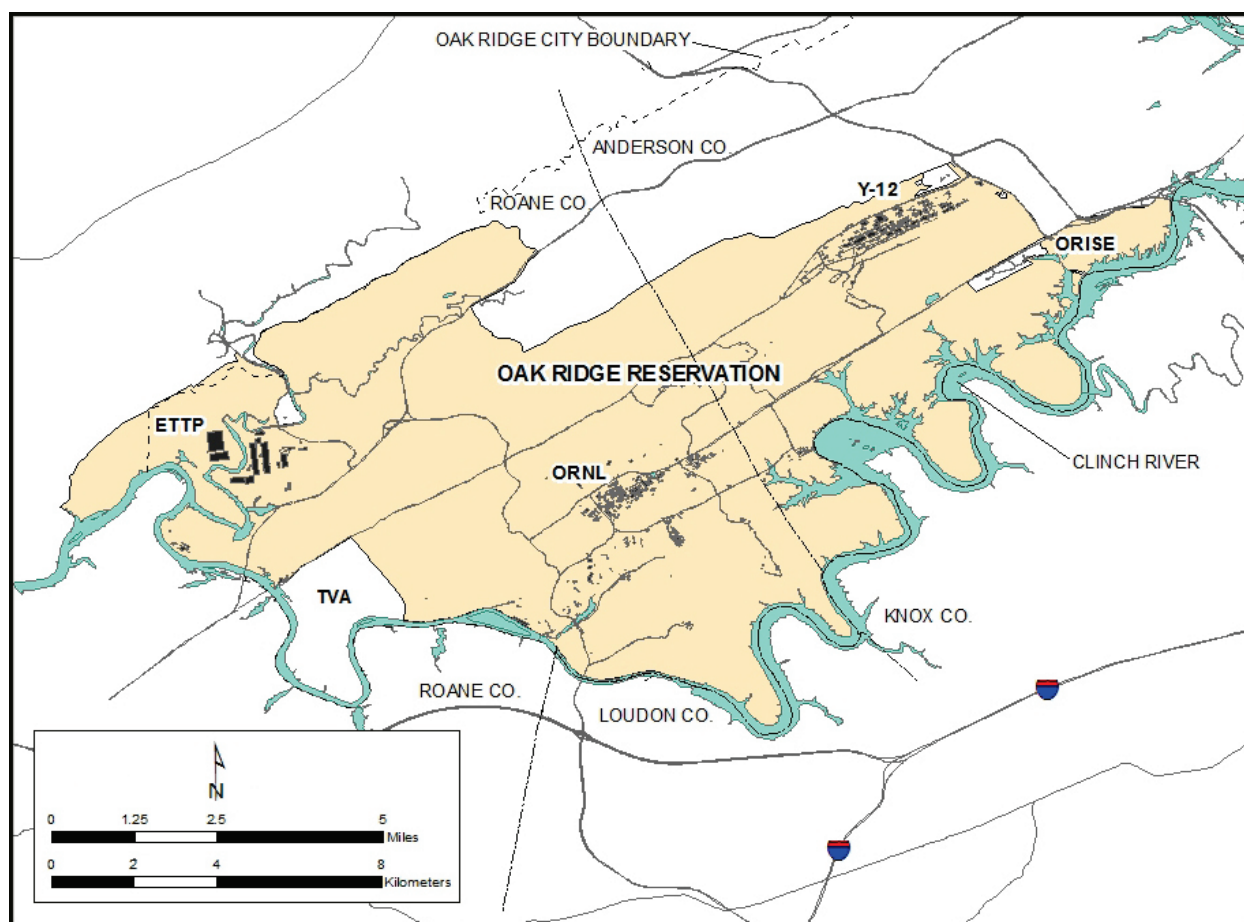 OAK RIDGE CITY BOUNDARY
ANDERSON CO.
ROANE CO.
Y-12
ORISE
OAK RIDGE RESERVATION
ETTP
ORNL
CLINCH RIVER
TVA
KNOX CO.
ROANE CO.
LOUDON CO.
N
0 1.25 2.5 5
Miles
0 2 4 8
Kilometers